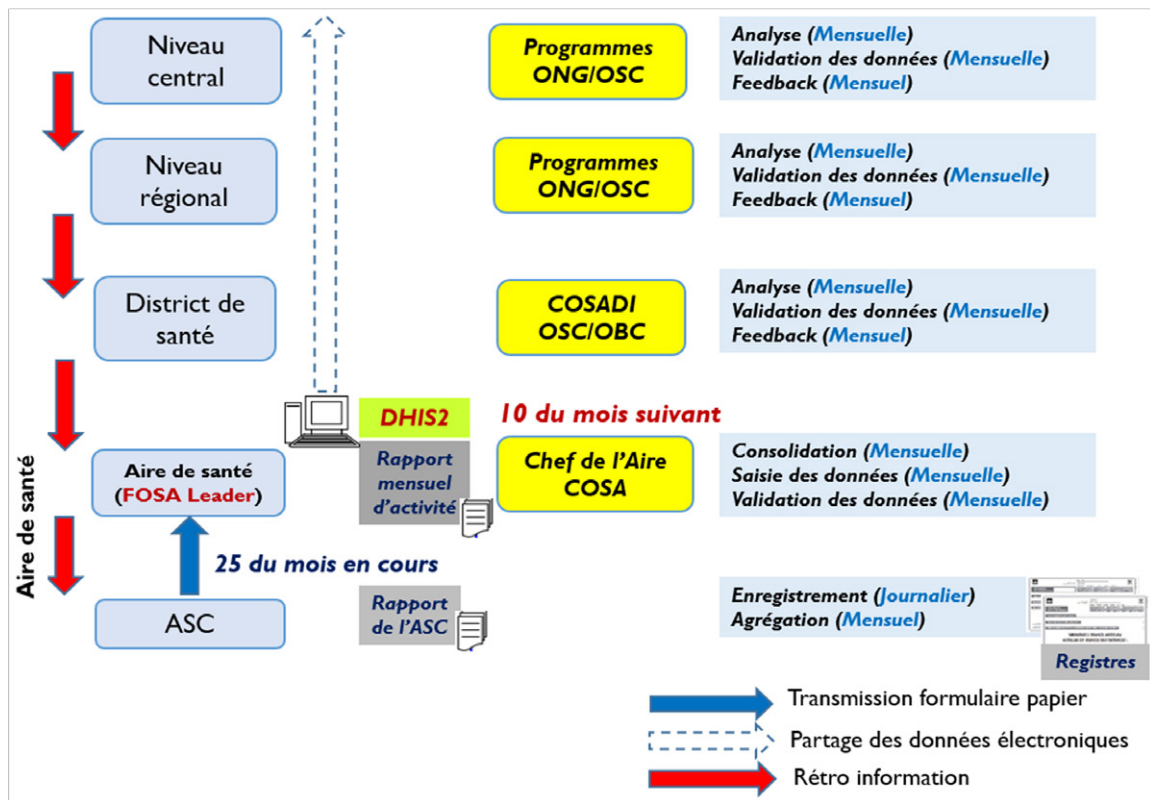 Niveau
central
Programmes
ONG/OSC
Analyse (Mensuelle)
Validation des données (Mensuelle)
Feedback (Mensuel)
Niveau
régional
Programmes
ONG/OSC
Analyse (Mensuelle)
Validation des données (Mensuelle)
Feedback (Mensuel)
District de
santé
COSADI
OSC/OBC
Analyse (Mensuelle)
Validation des données (Mensuelle)
Feedback (Mensuel)
DHIS2
10 du mois suivant
Aire de santé
Aire de santé
(FOSA Leader)
Rapport
mensuel
d'activité
Chef de l'Aire
COSA
Consolidation (Mensuelle)
Saisie des données (Mensuelle)
Validation des données (Mensuelle)
25 du mois en cours
ASC
Rapport
de l'ASC
Enregistrement (Journalier)
Agrégation (Mensuel)
Registres
Transmission formulaire papier
Partage des données électroniques
Rétro information